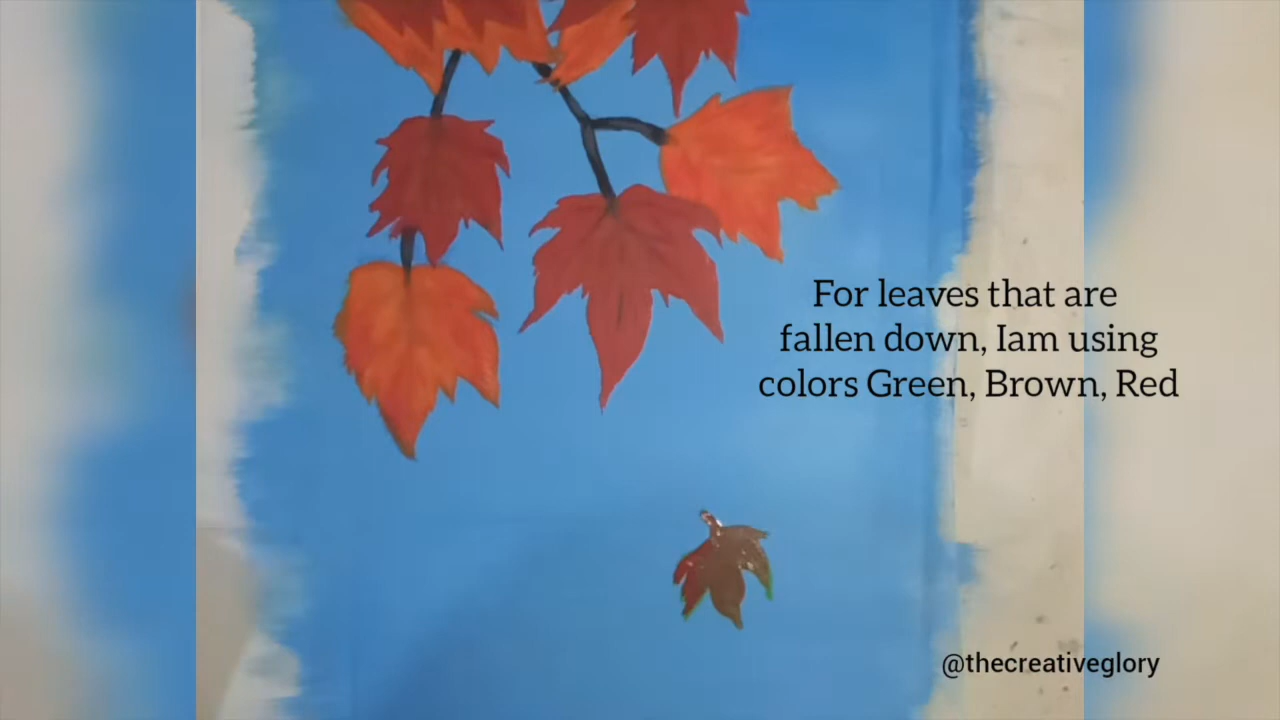 For leaves that are
fallen down, Iam using
colors Green, Brown, Red
@thecreativeglory